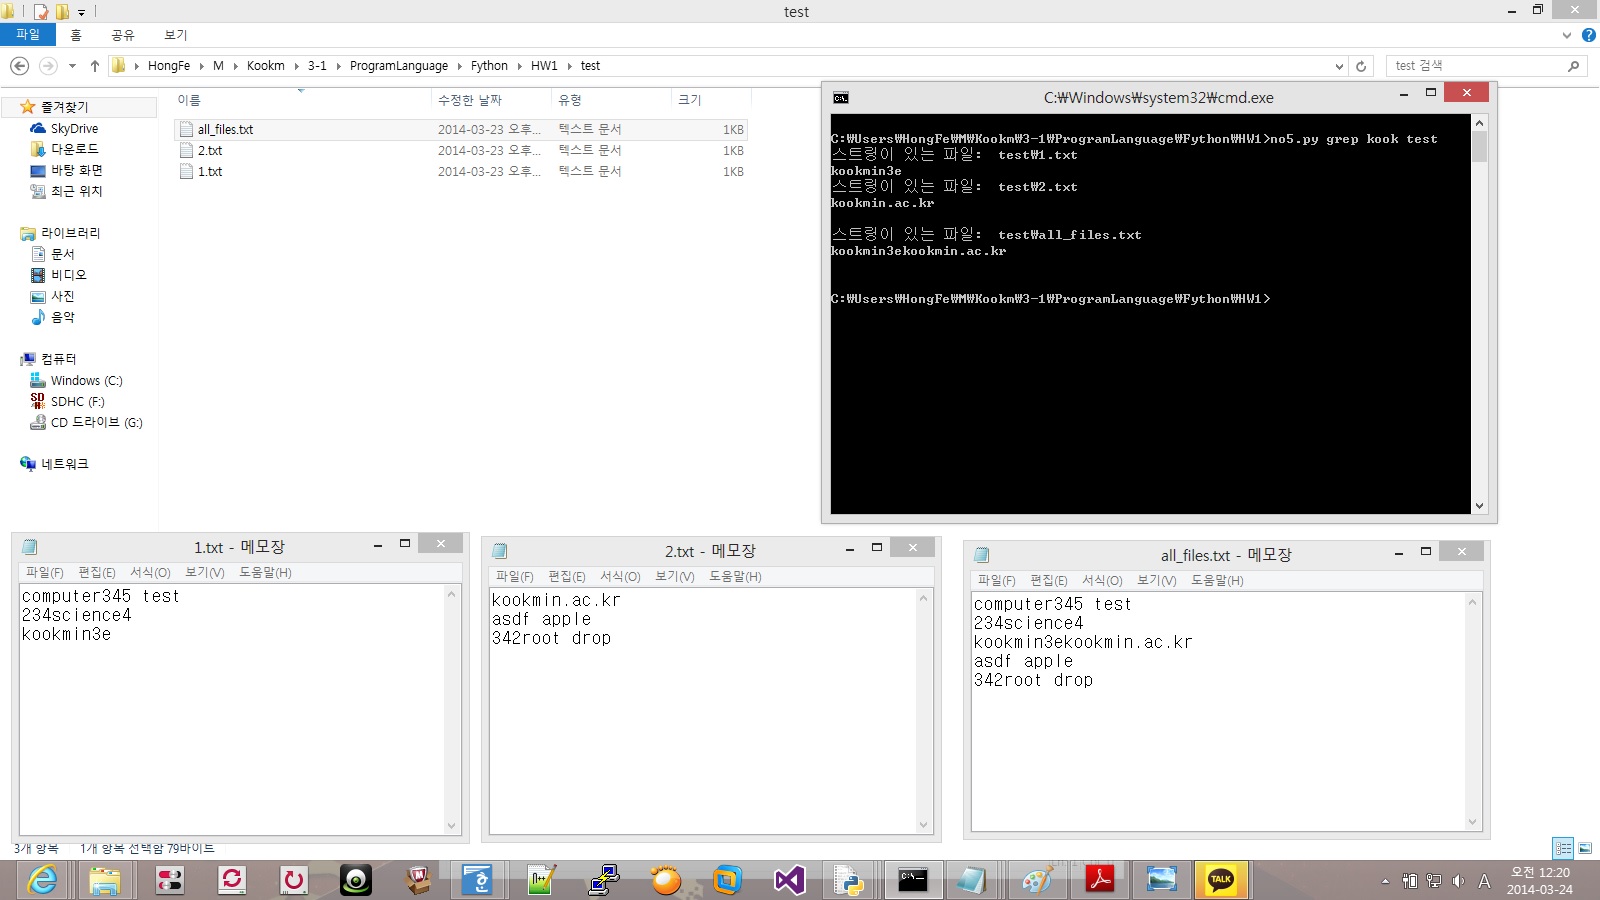 test
파일 홈 공유 보기
HongFe M Kookm 3-1 ProgramLanguage Fython HW1 test
test 검색
즐겨찾기
SkyDrive
다운로드
바탕 화면
최근 위치
라이브러리
문서
비디오
사진
음악
컴퓨터
Windows (C:)
SDHC (F:)
CD 드라이브 (G:)
네트워크
이름 수정한 날짜 유형 크기
all_files.txt 2014-03-23 오후... 텍스트 문서 1KB
2.txt 2014-03-23 오후... 텍스트 문서 1KB
1.txt 2014-03-23 오후... 텍스트 문서 1KB
C:₩Windows₩system32₩cmd.exe
C:₩Users₩HongFe₩M₩Kookm₩3-1₩ProgramLanguage₩Fython₩HW1>no5.py grep kook test
스트링이 있는 파일: test₩1.txt
kookmin3e
스트링이 있는 파일: test₩2.txt
kookmin.ac.kr
스트링이 있는 파일: test₩all_files.txt
kookmin3ekookmin.ac.kr
C:₩Users₩HongFe₩M₩Kookm₩3-1₩ProgramLanguage₩Fython₩HW1>
1.txt - 메모장
파일(F) 편집(E) 서식(O) 보기(V) 도움말(H)
computer345 test
234science4
kookmin3e
2.txt - 메모장
파일(F) 편집(E) 서식(O) 보기(V) 도움말(H)
kookmin.ac.kr
asdf apple
342root drop
all_files.txt - 메모장
파일(F) 편집(E) 서식(O) 보기(V) 도움말(H)
computer345 test
234science4
kookmin3ekookmin.ac.kr
asdf apple
342root drop
3개 항목 1개 항목 선택함 79바이트
TALK
A
오전 12:20
2014-03-24